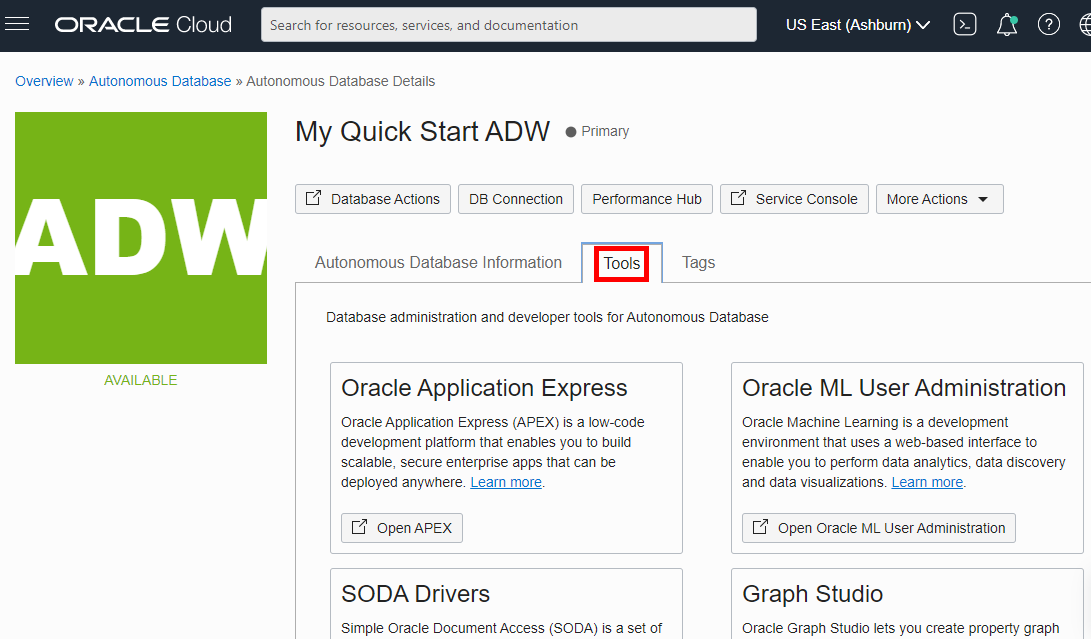 ORACLE Cloud
Search for resources, services, and documentation
US East (Ashburn)
Overview » Autonomous Database » Autonomous Database Details
ADW
AVAILABLE
My Quick Start ADW
Primary
Database Actions
DB Connection
Performance Hub
Service Console
More Actions
Autonomous Database Information
Tools
Tags
Database administration and developer tools for Autonomous Database
Oracle Application Express
Oracle Application Express (APEX) is a low-code
development platform that enables you to build
scalable, secure enterprise apps that can be
deployed anywhere. Learn more.
Open APEX
Oracle ML User Administration
Oracle Machine Learning is a development
environment that uses a web-based interface to
enable you to perform data analytics, data discovery
and data visualizations. Learn more.
Open Oracle ML User Administration
SODA Drivers
Simple Oracle Document Access (SODA) is a set of
Graph Studio
Oracle Graph Studio lets you create property graph